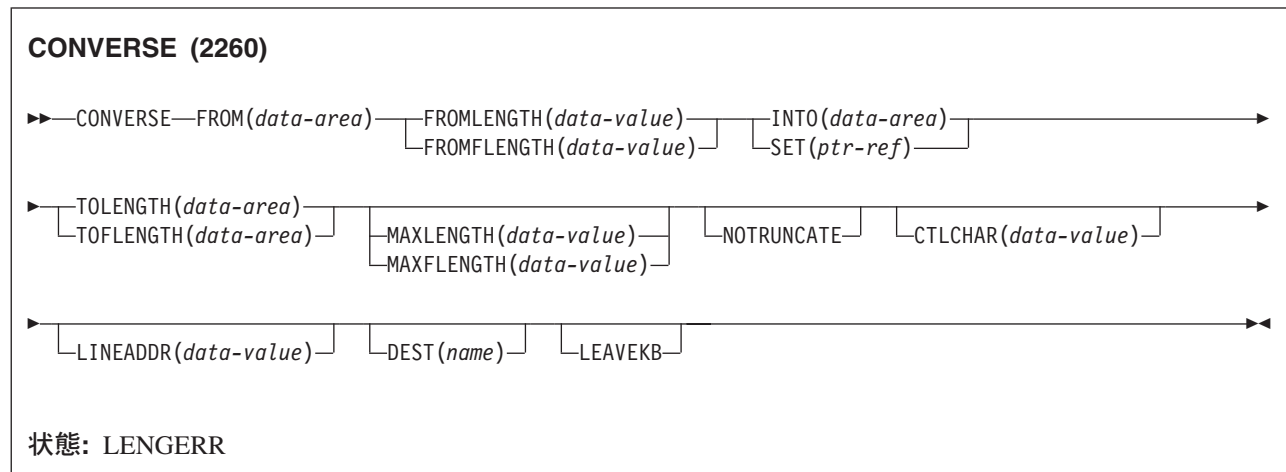 CONVERSE (2260)
CONVERSE FROM(data-area) FROMLENGTH(data-value) INTO(data-area)
FROMFLENGTH(data-value) SET(ptr-ref)
TOLENGTH(data-area)
TOFLENGTH(data-area) MAXLENGTH(data-value) NOTRUNCATE CTLCHAR(data-value)
MAXFLENGTH(data-value)
LINEADDR(data-value) DEST(name) LEAVEKB
状態: LENGERR